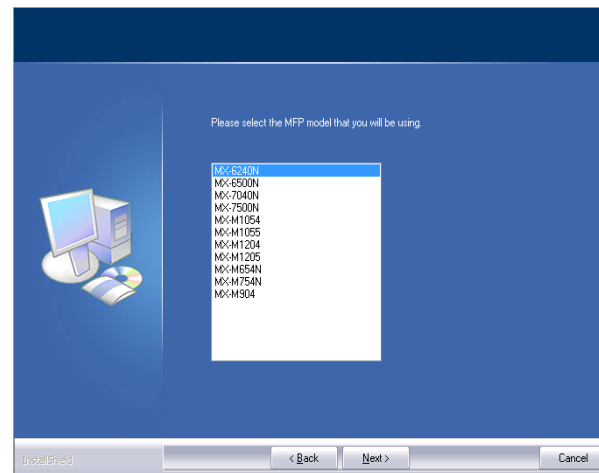 Please select the MFP model that you will be using.
MX-6240N
MX-6500N
MX-7040N
MX-7500N
MX-M1054
MX-M1055
MX-M1204
MX-M1205
MX-M654N
MX-M754N
MX-M904
InstallShield
< Back Next > Cancel